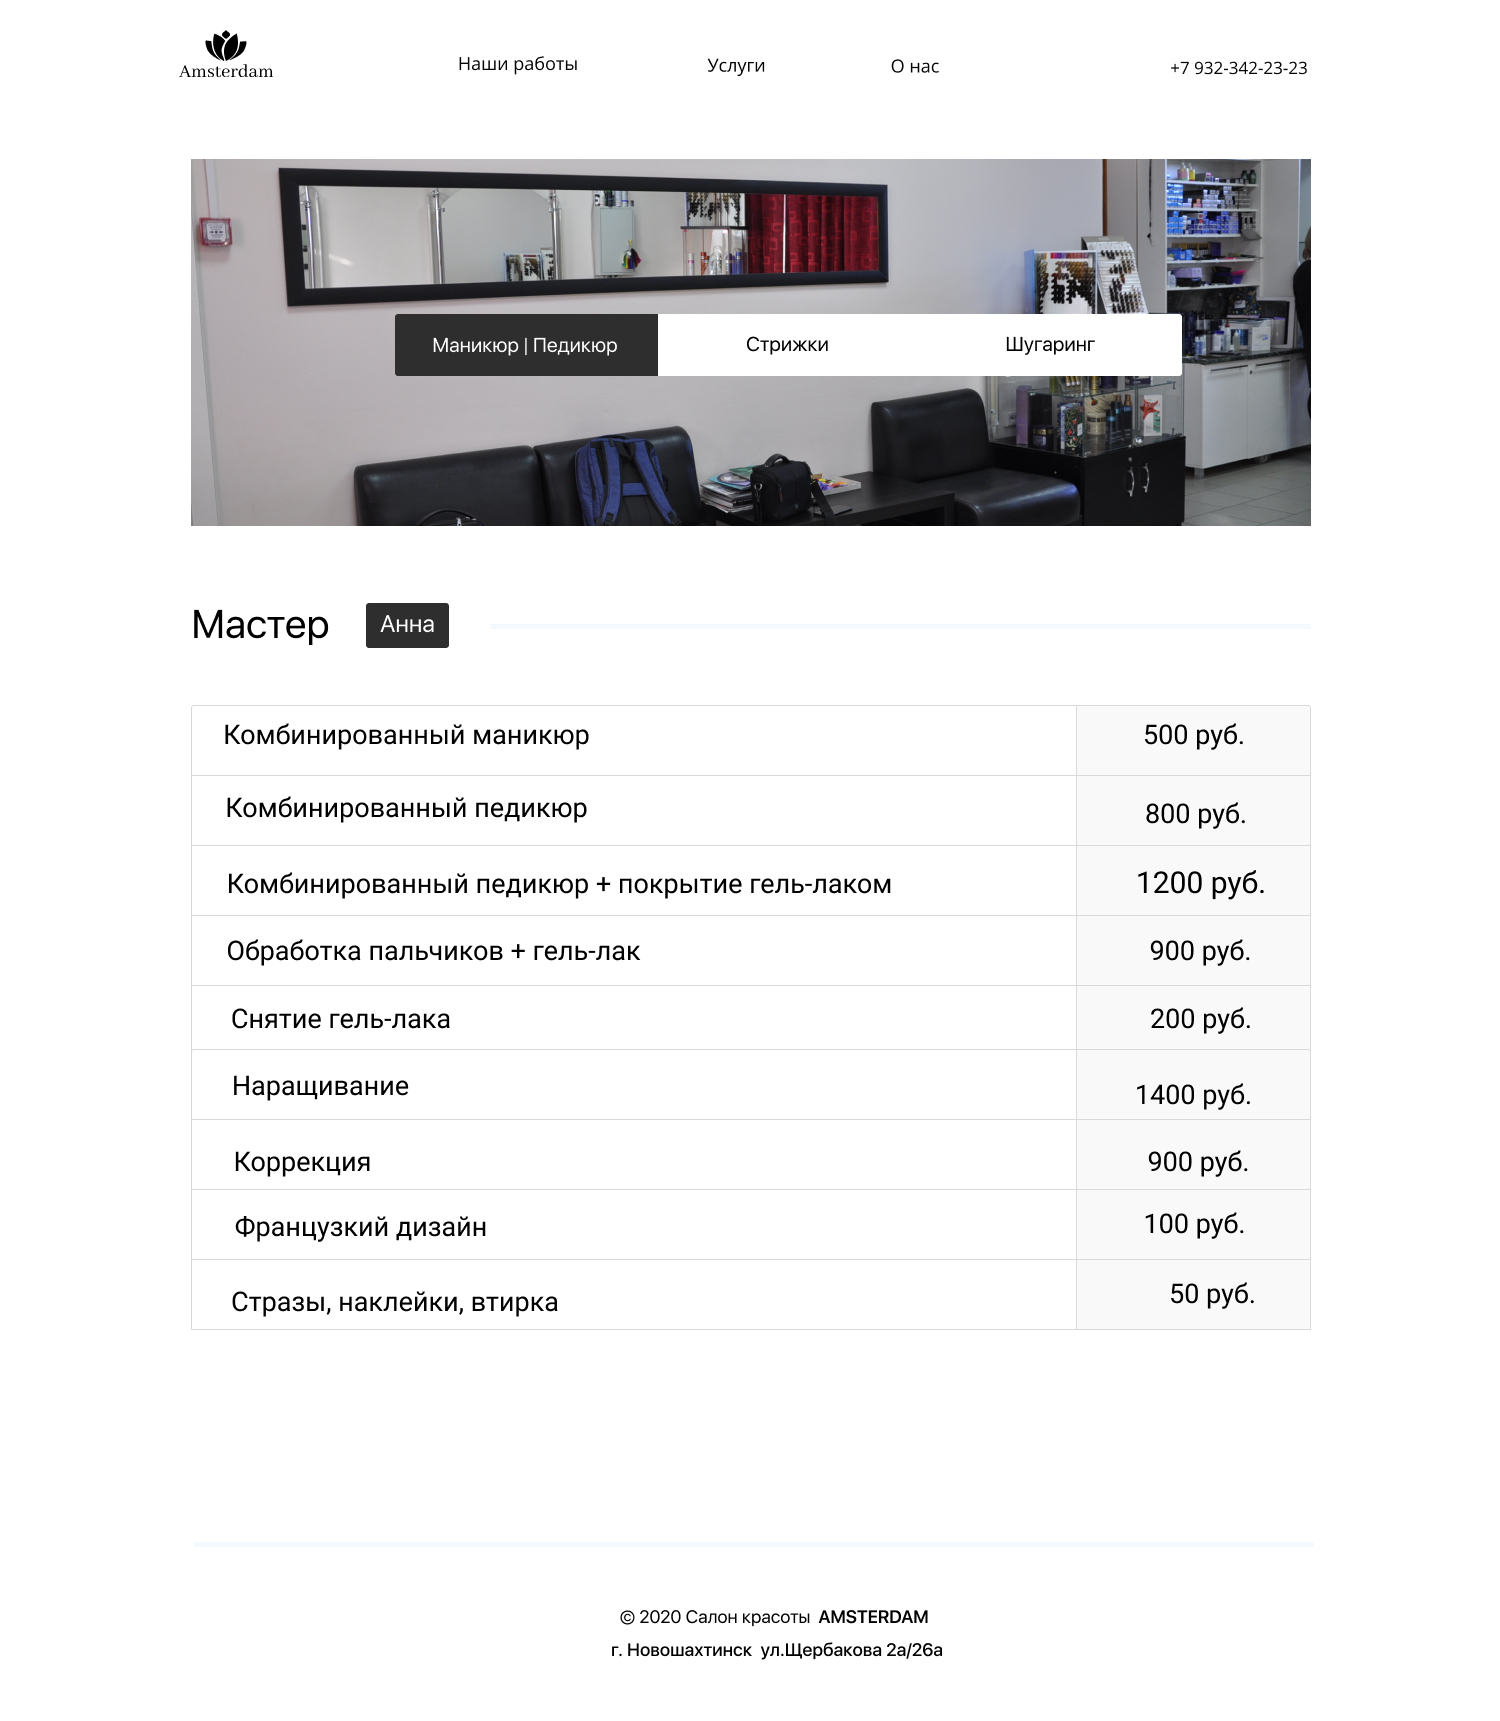 Amsterdam
Наши работы
Услуги
О нас
+7 932-342-23-23
Маникюр | Педикюр
Стрижки
Шугаринг
Мастер
Анна
Комбинированный маникюр 500 руб.
Комбинированный педикюр 800 руб.
Комбинированный педикюр + покрытие гель-лаком 1200 руб.
Обработка пальчиков + гель-лак 900 руб.
Снятие гель-лака 200 руб.
Наращивание 1400 руб.
Коррекция 900 руб.
Французкий дизайн 100 руб.
Стразы, наклейки, втирка 50 руб.
© 2020 Салон красоты AMSTERDAM
г. Новошахтинск ул.Щербакова 2а/26а